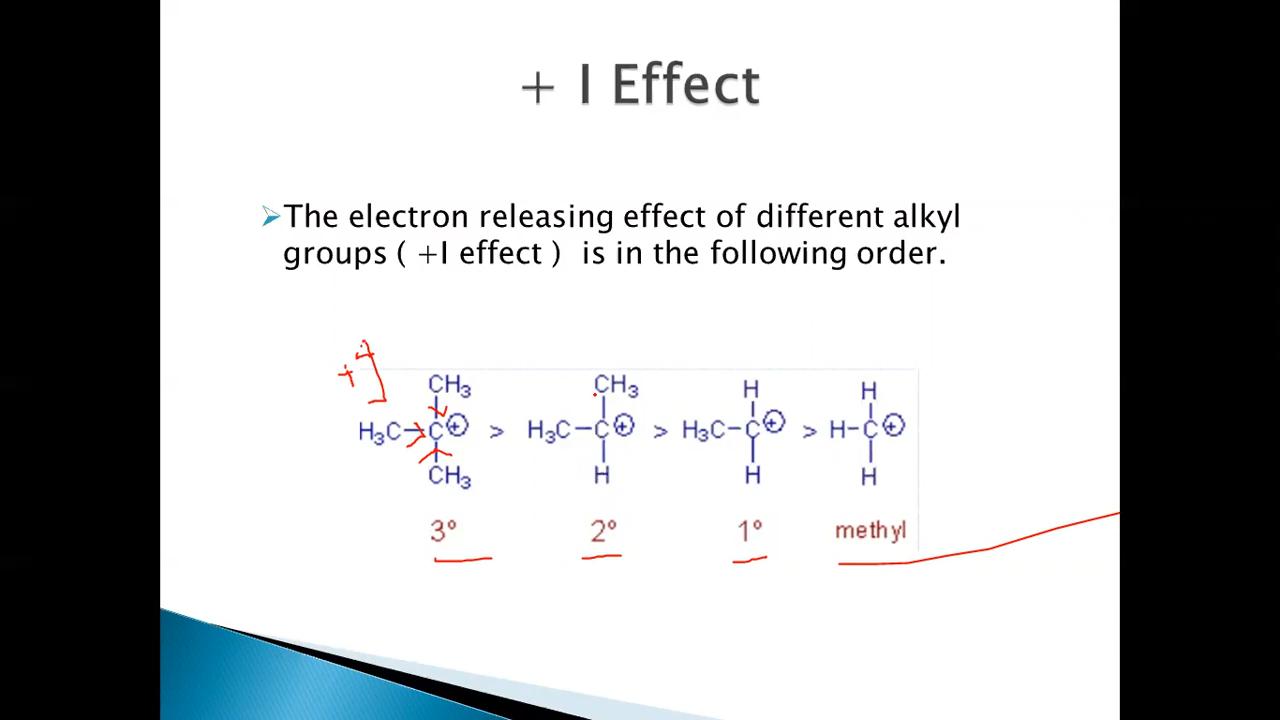 + I Effect
The electron releasing effect of different alkyl
groups ( +I effect ) is in the following order.
CH₃ CH₃ H H
H₃C–C⊕ > H₃C–C⊕ > H₃C–C⊕ > H–C⊕
CH₃ H H H
3° 2° 1° methyl